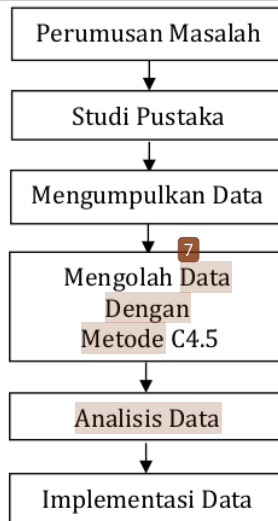 Perumusan Masalah
Studi Pustaka
Mengumpulkan Data
7
Mengolah Data
Dengan
Metode C4.5
Analisis Data
Implementasi Data